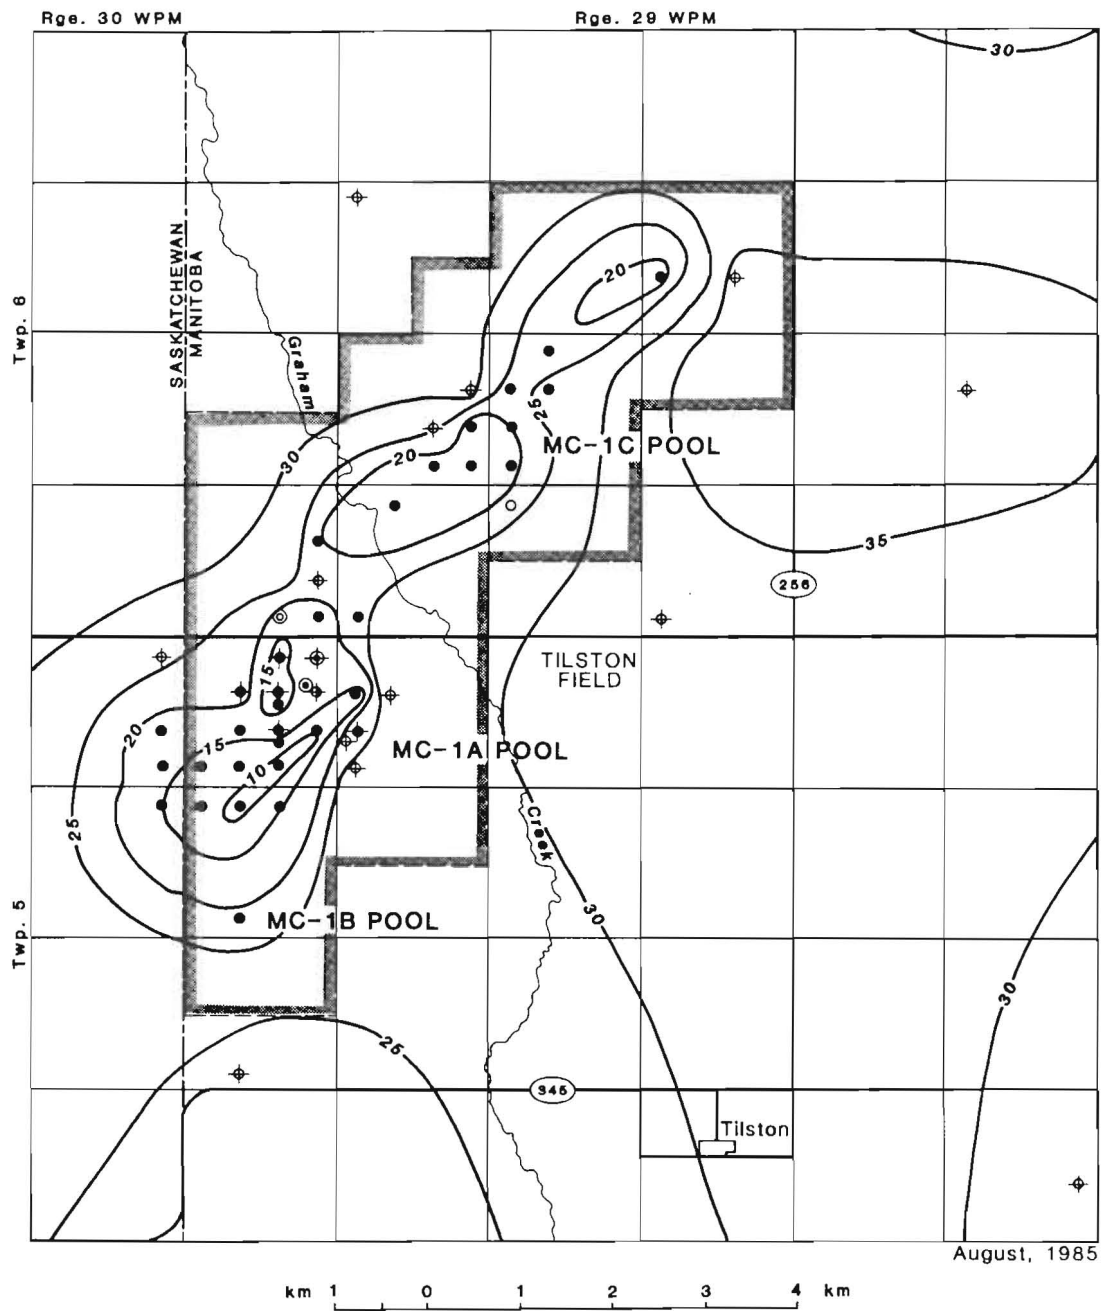 Rge. 30 WPM
Rge. 29 WPM
30
SASKATCHEWAN
MANITOBA
Twp. 6
Graham
20
25
MC-1C POOL
20
30
35
256
TILSTON
FIELD
15
20
15
MC-1A POOL
10
25
Creek
30
MC-1B POOL
Twp. 5
30
25
345
Tilston
August, 1985
km 1 0 1 2 3 4 km